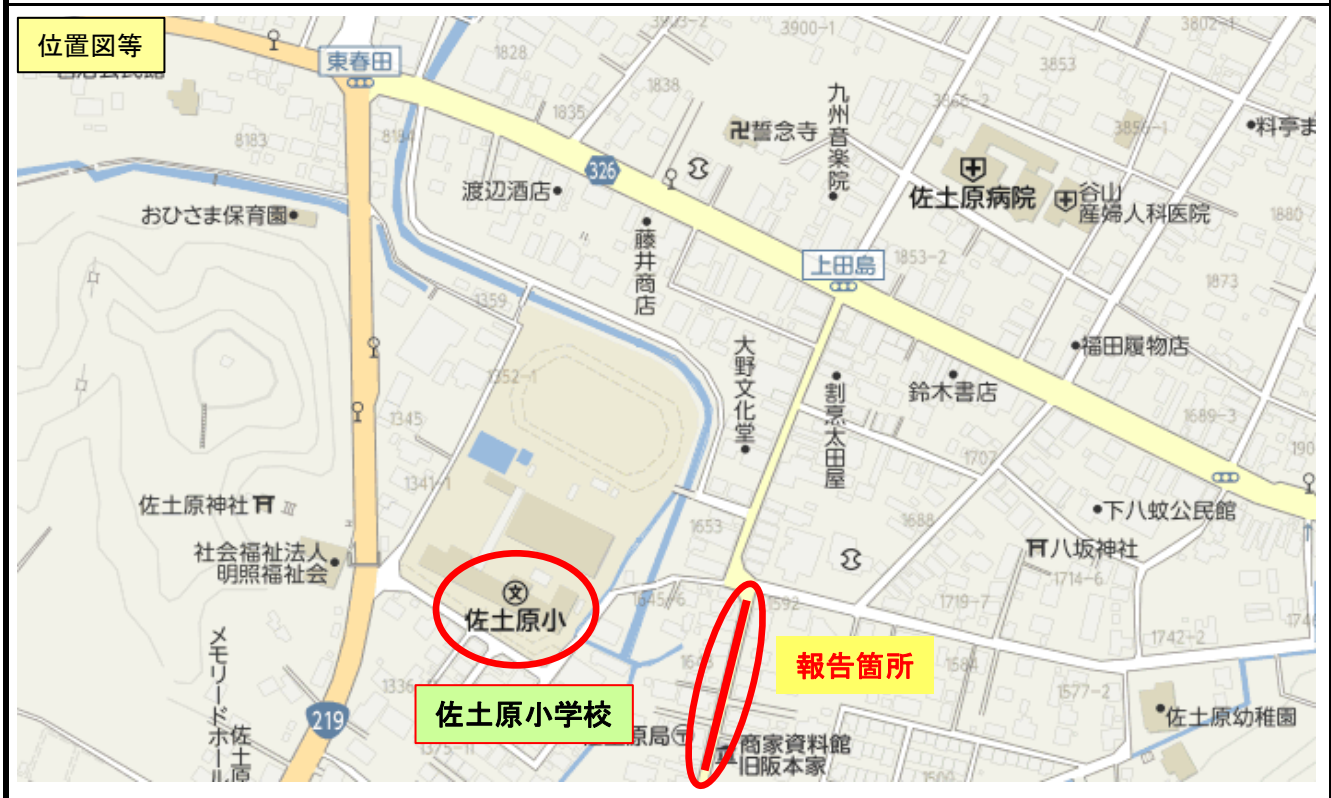 位置図等
3900-1
3802-1
東春田
1828
3853
1838
1835
3856-1
8183
卍誓念寺
九州音楽院
料亭ま
326
渡辺酒店
佐土原病院
谷山
産婦人科医院
1880
おひさま保育園
藤井商店
上田島
1853-2
1873
1359
大野文化堂
福田履物店
1352-1
割烹太田屋
鈴木書店
1345
1689-3
1707
190
1341-1
佐土原神社
1653
1688
下八蚊公民館
社会福祉法人
明照福祉会
八坂神社
1714-6
文
佐土原小
1645-6
1592
1719-7
1742-2
メモリードホール
佐土原
報告箇所
1584
1336
1577-2
佐土原小学校
219
佐土原幼稚園
1375-11
原局〒
商家資料館
旧阪本家